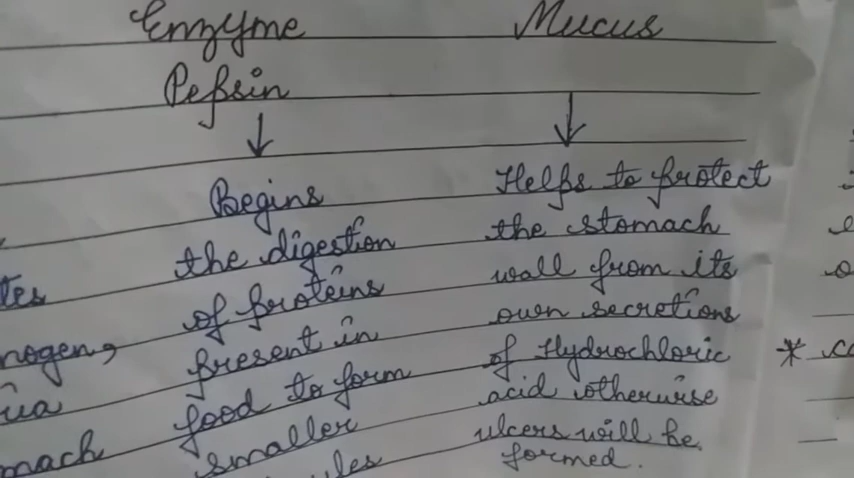 Enzyme
Pepsin
Begins
the digestion
of proteins
present in
food to form
smaller
Mucus
Helps to protect
the stomach
wall from its
own secretions
of Hydrochloric
acid otherwise
ulcers will be
formed.